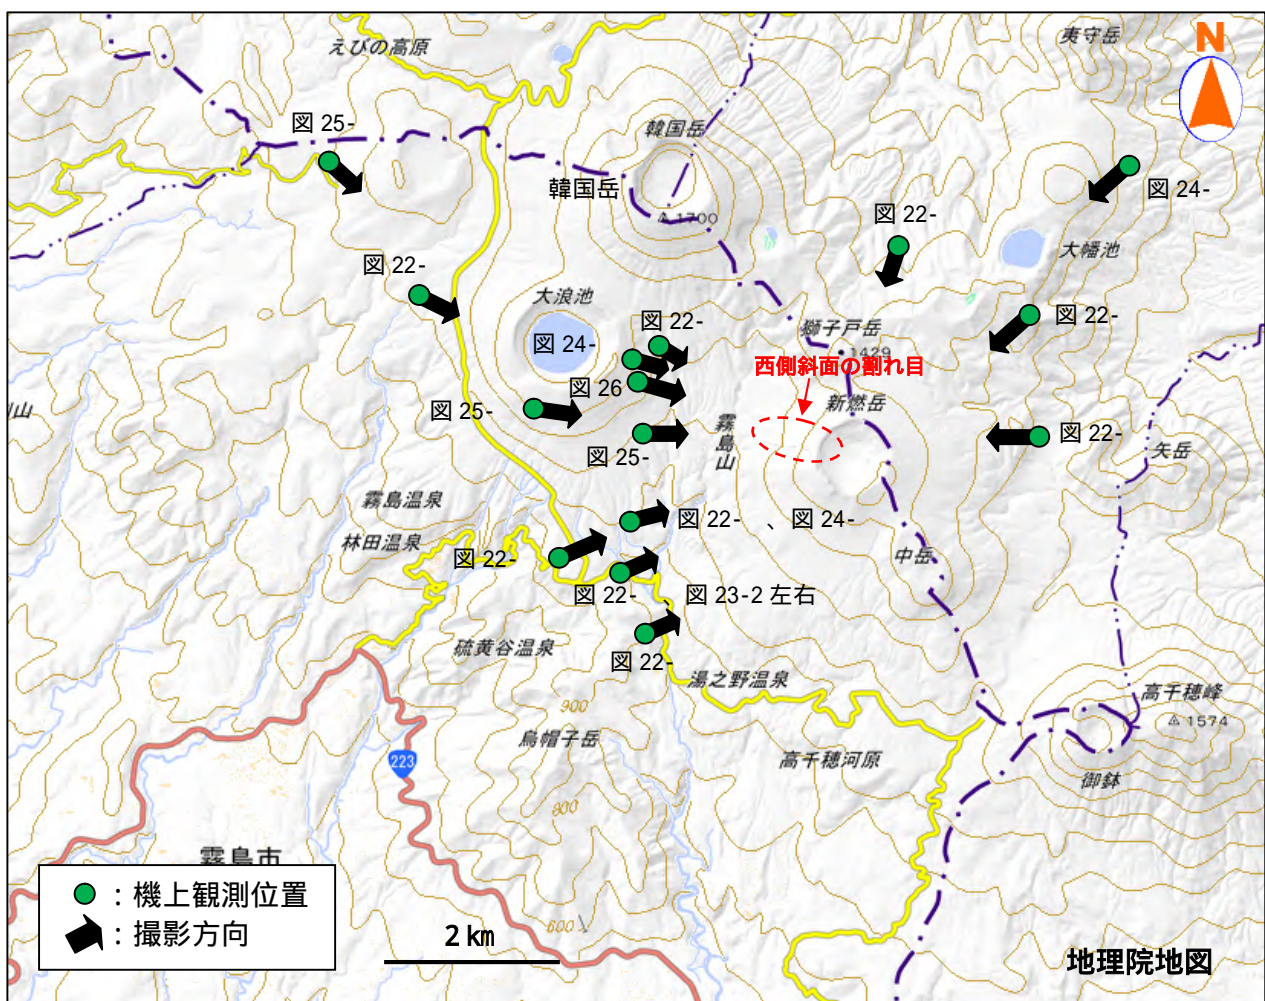 えびの高原
夷守岳
N
図 25-
韓国岳
韓国岳
1700
図 24-
図 22-
大幡池
図 22-
大浪池
図 22-
図 22-
獅子戸岳
1429
図 24-
西側斜面の割れ目
図 26
新燃岳
図 25-
霧島山
図 22-
矢岳
図 25-
霧島温泉
図 22-　、図 24-
林田温泉
図 22-
中岳
図 22-　、図 23-2 左右
硫黄谷温泉
図 22-
湯之野温泉
高千穂峰
1574
900
烏帽子岳
223
高千穂河原
御鉢
800
霧島市
600
：機上観測位置
：撮影方向
2 km
地理院地図